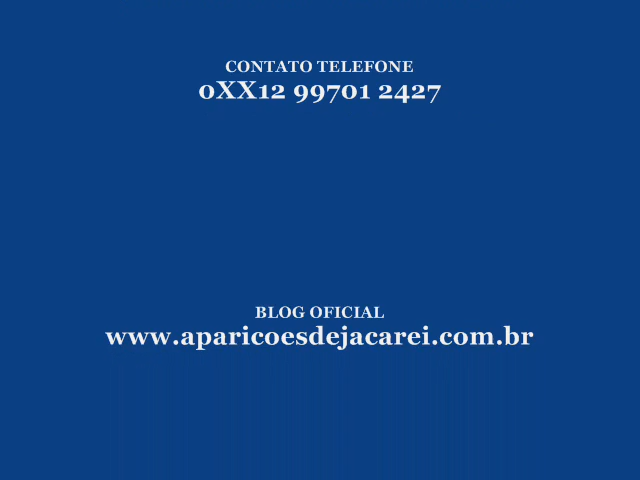 CONTATO TELEFONE
0XX12 99701 2427
BLOG OFICIAL
www.aparicoesdejacarei.com.br